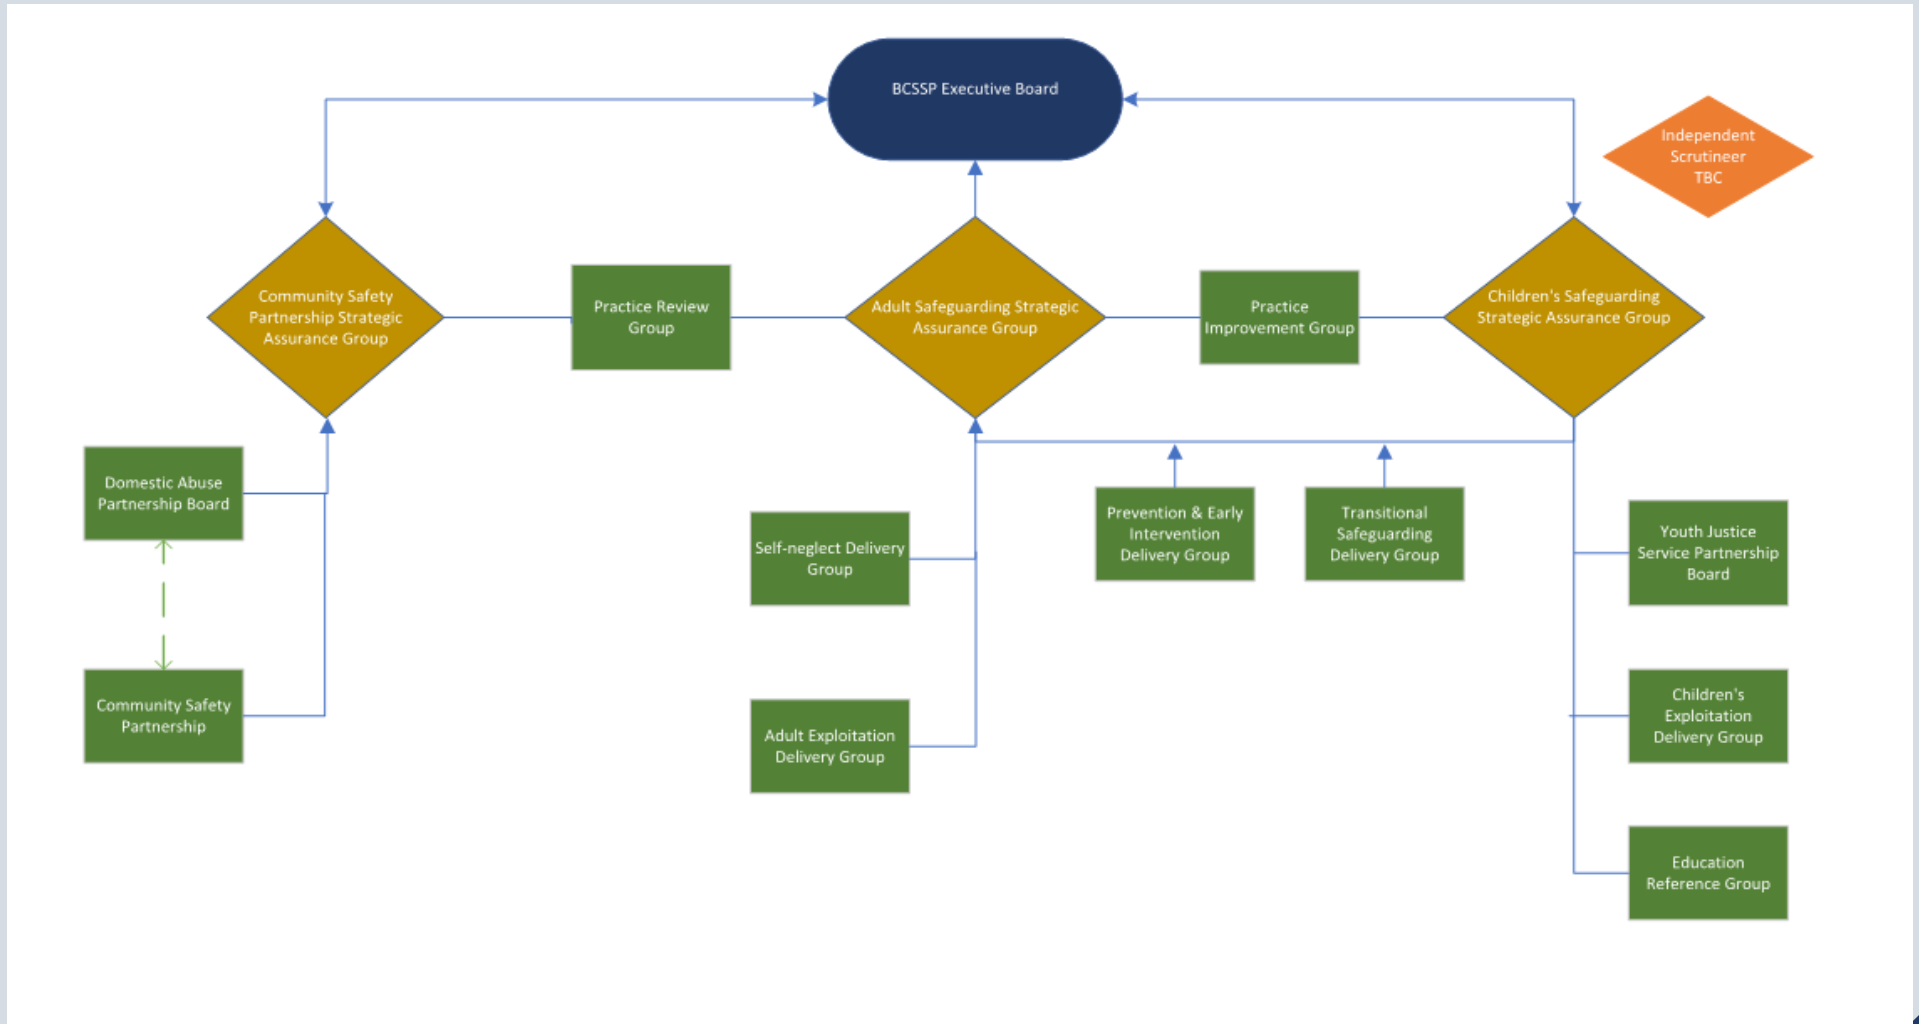 BCSSP Executive Board
Independent
Scrutineer
TBC
Community Safety
Partnership Strategic
Assurance Group
Practice Review
Group
Adult Safeguarding Strategic
Assurance Group
Practice
Improvement Group
Children's Safeguarding
Strategic Assurance Group
Domestic Abuse
Partnership Board
Self-neglect Delivery
Group
Prevention & Early
Intervention
Delivery Group
Transitional
Safeguarding
Delivery Group
Youth Justice
Service Partnership
Board
Community Safety
Partnership
Adult Exploitation
Delivery Group
Children's
Exploitation
Delivery Group
Education
Reference Group